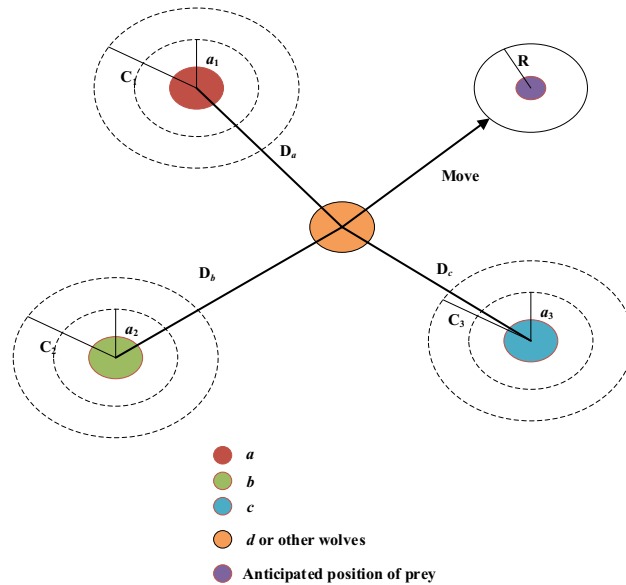 a1
C1
R
Da
Move
Db
Dc
a2
C2
a3
C3
a
b
c
d or other wolves
Anticipated position of prey